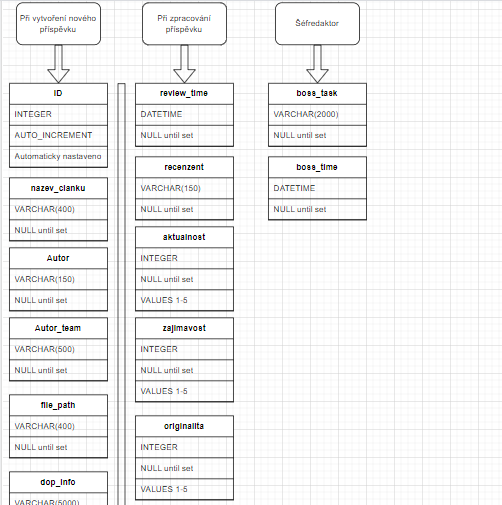 Při vytvoření nového
příspěvku
ID
INTEGER
AUTO_INCREMENT
Automaticky nastaveno
nazev_clanku
VARCHAR(400)
NULL until set
Autor
VARCHAR(150)
NULL until set
Autor_team
VARCHAR(500)
NULL until set
file_path
VARCHAR(400)
NULL until set
dop_info
VARCHAR(5000)
Při zpracování
příspěvku
review_time
DATETIME
NULL until set
recenzent
VARCHAR(150)
NULL until set
aktualnost
INTEGER
NULL until set
VALUES 1-5
zajimavost
INTEGER
NULL until set
VALUES 1-5
originalita
INTEGER
NULL until set
VALUES 1-5
Šéfredaktor
boss_task
VARCHAR(2000)
NULL until set
boss_time
DATETIME
NULL until set